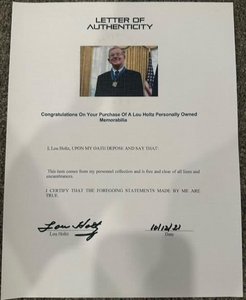 LETTER OF
AUTHENTICITY
Congratulations On Your Purchase Of A Lou Holtz Personally Owned
Memorabilia
I, Lou Holtz, UPON MY OATH DEPOSE AND SAY THAT:
This item comes from my personal collection and is free and clear of all liens and
encumbrances.
I CERTIFY THAT THE FOREGOING STATEMENTS MADE BY ME ARE
TRUE.
Lou Holtz 10/12/21
Lou Holtz Date